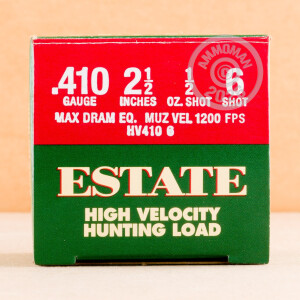 AMMOMAN
.410 2½ ½ 6
GAUGE INCHES OZ. SHOT SHOT
MAX DRAM EQ. MUZ VEL 1200 FPS
HV410 6
ESTATE
HIGH VELOCITY
HUNTING LOAD